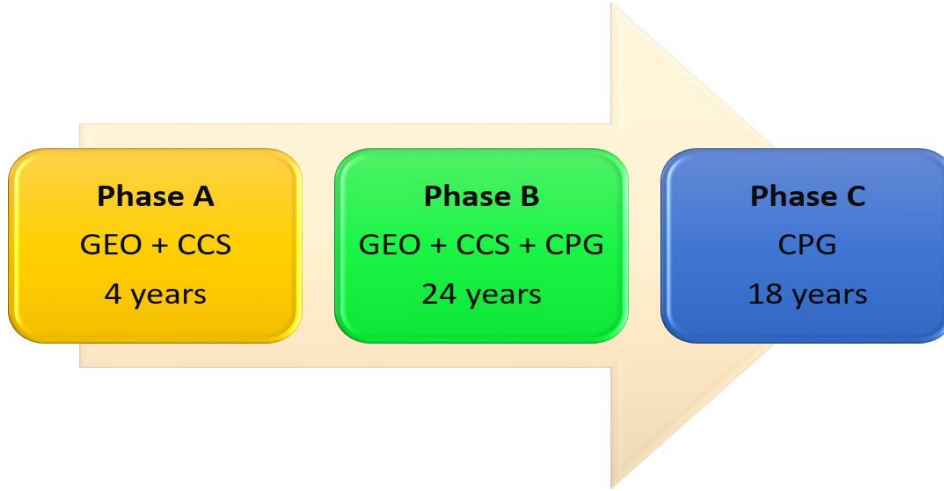 Phase A
GEO + CCS
4 years
Phase B
GEO + CCS + CPG
24 years
Phase C
CPG
18 years